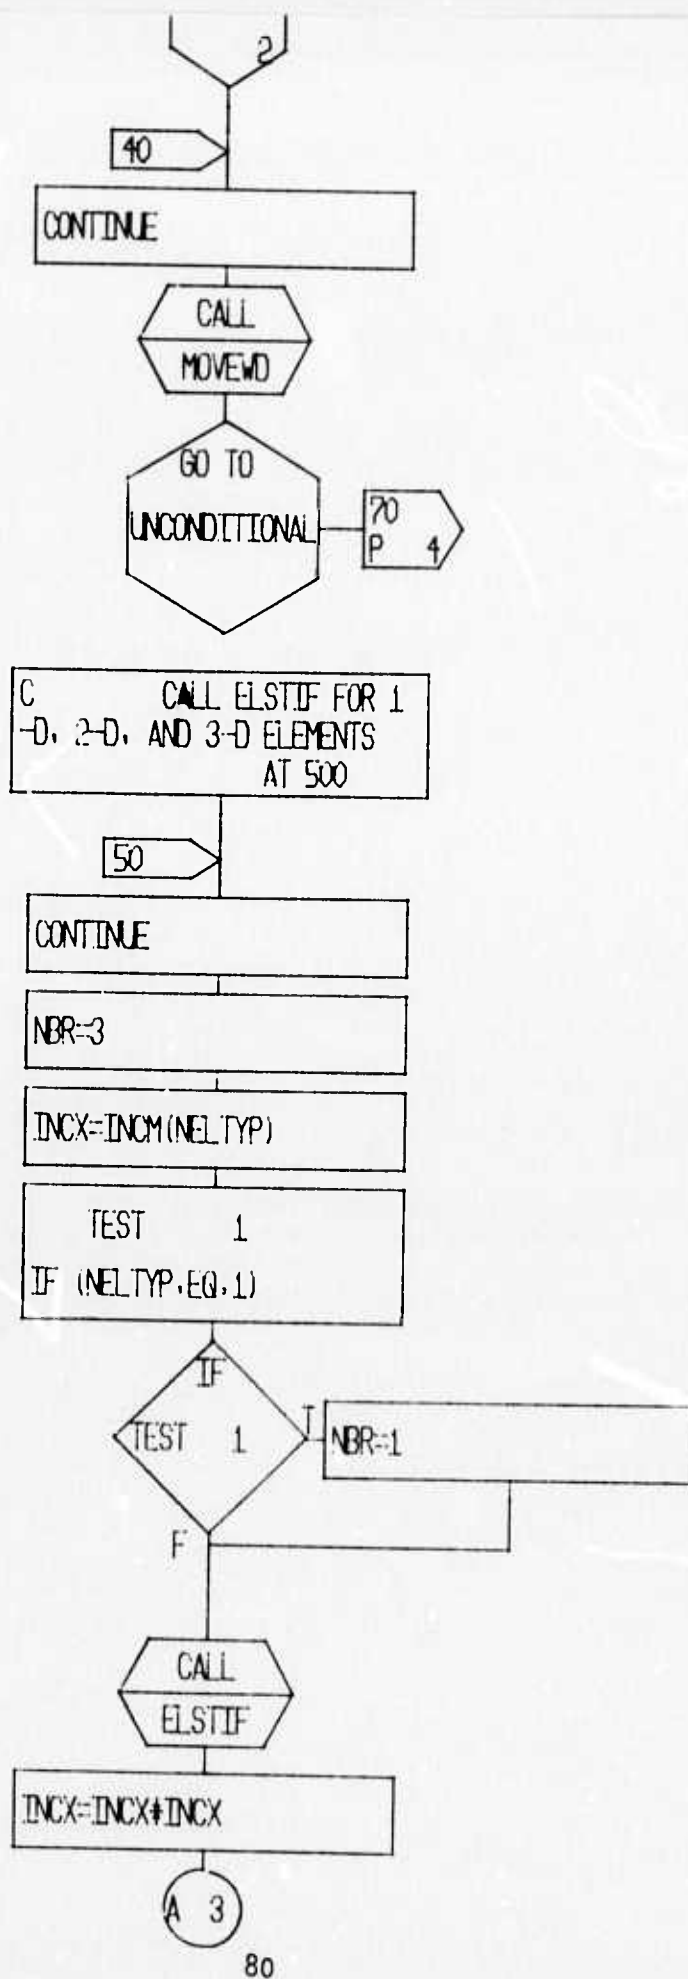 2
40
CONTINUE
CALL
MOVEWD
GO TO
UNCONDITIONAL
70
P 4
C CALL ELSTIF FOR 1
-D, 2-D, AND 3-D ELEMENTS
AT 500
50
CONTINUE
NBR=3
INCX=INCM(NELTYP)
TEST 1
IF (NELTYP.EQ.1)
IF
TEST 1
T
NBR=1
F
CALL
ELSTIF
INCX=INCX*INCX
A 3
80